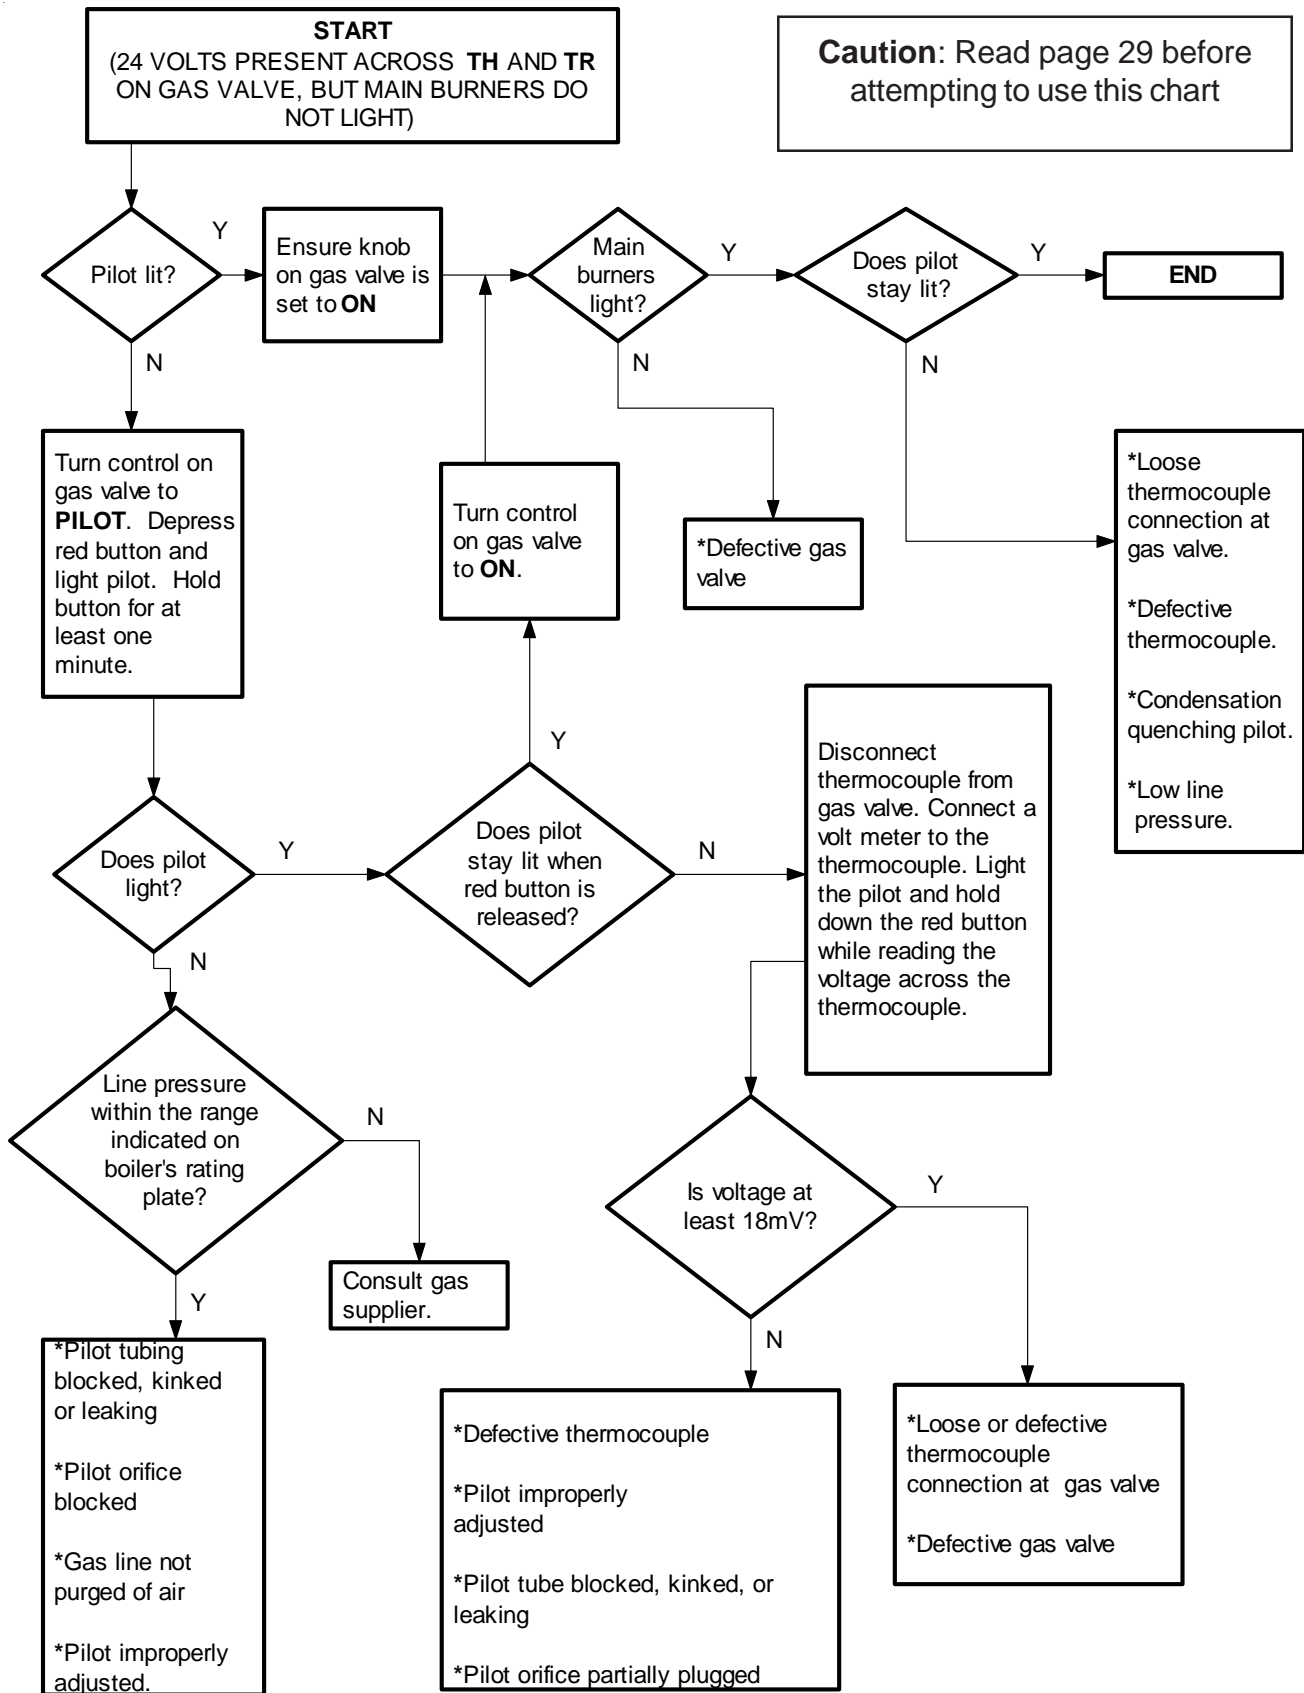 START
(24 VOLTS PRESENT ACROSS TH AND TR
ON GAS VALVE, BUT MAIN BURNERS DO
NOT LIGHT)
Caution: Read page 29 before
attempting to use this chart
Pilot lit?
Y
N
Ensure knob
on gas valve is
set to ON
Main
burners
light?
Y
N
Does pilot
stay lit?
Y
N
END
Turn control on
gas valve to
PILOT. Depress
red button and
light pilot. Hold
button for at
least one
minute.
Turn control
on gas valve
to ON.
*Defective gas
valve
*Loose
thermocouple
connection at
gas valve.
*Defective
thermocouple.
*Condensation
quenching pilot.
*Low line
pressure.
Does pilot
light?
Y
N
Does pilot
stay lit when
red button is
released?
Y
N
Disconnect
thermocouple from
gas valve. Connect a
volt meter to the
thermocouple. Light
the pilot and hold
down the red button
while reading the
voltage across the
thermocouple.
Line pressure
within the range
indicated on
boiler's rating
plate?
N
Y
Consult gas
supplier.
Is voltage at
least 18mV?
Y
N
*Pilot tubing
blocked, kinked
or leaking
*Pilot orifice
blocked
*Gas line not
purged of air
*Pilot improperly
adjusted.
*Defective thermocouple
*Pilot improperly
adjusted
*Pilot tube blocked, kinked, or
leaking
*Pilot orifice partially plugged
*Loose or defective
thermocouple
connection at gas valve
*Defective gas valve